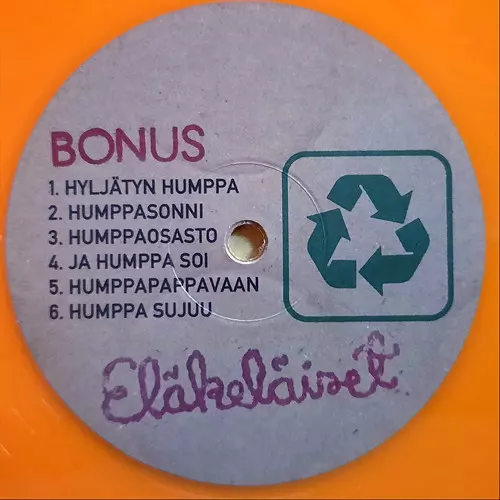 BONUS
1. HYLJÄTYN HUMPPA
2. HUMPPASONNI
3. HUMPPAOSASTO
4. JA HUMPPA SOI
5. HUMPPAPAPPAVAAN
6. HUMPPA SUJUU
Eläkeläiset